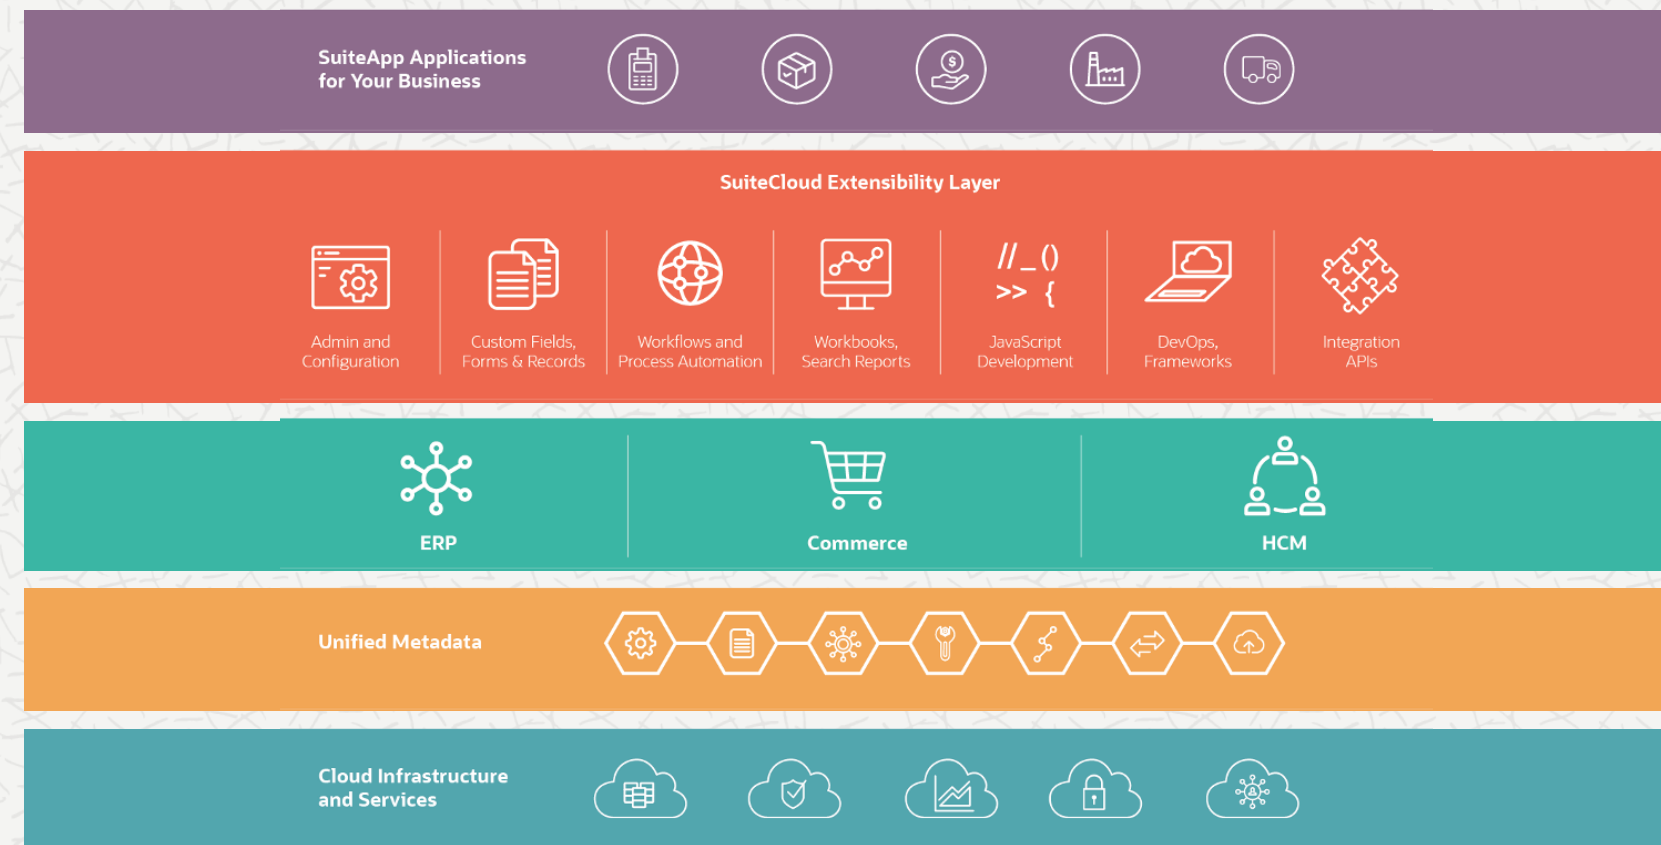 SuiteApp Applications
for Your Business
SuiteCloud Extensibility Layer
//_()
>> {
Admin and
Configuration
Custom Fields,
Forms & Records
Workflows and
Process Automation
Workbooks,
Search Reports
JavaScript
Development
DevOps,
Frameworks
Integration
APIs
ERP
Commerce
HCM
Unified Metadata
Cloud Infrastructure
and Services